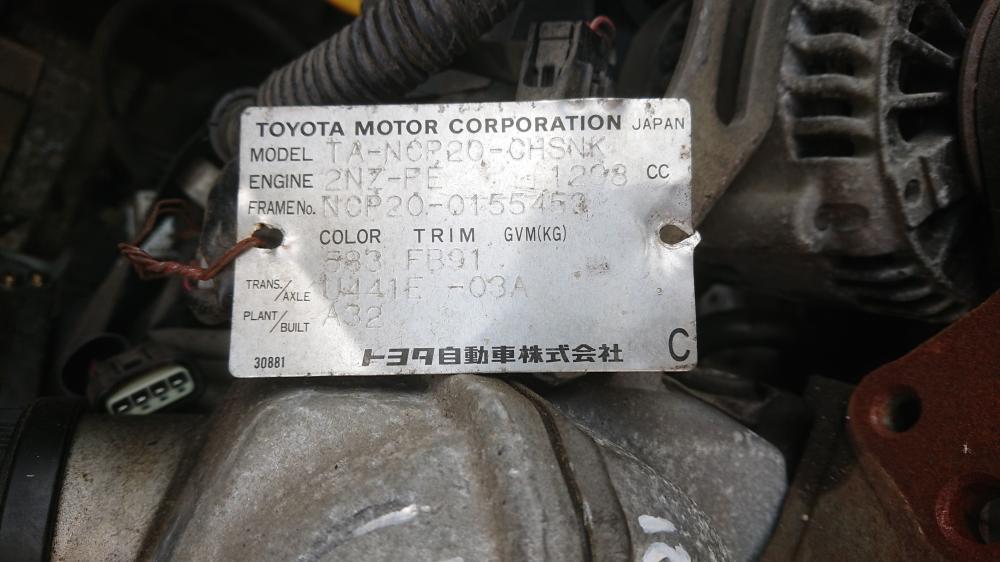 TOYOTA MOTOR CORPORATION JAPAN
MODEL TA-NCP20-CHSNK
ENGINE 2NZ-FE 1298 CC
FRAME No. NCP20-0155453
COLOR TRIM GVM(KG)
583 FB91
TRANS./AXLE U441E -03A
PLANT/BUILT A32
30881 トヨタ自動車株式会社 C